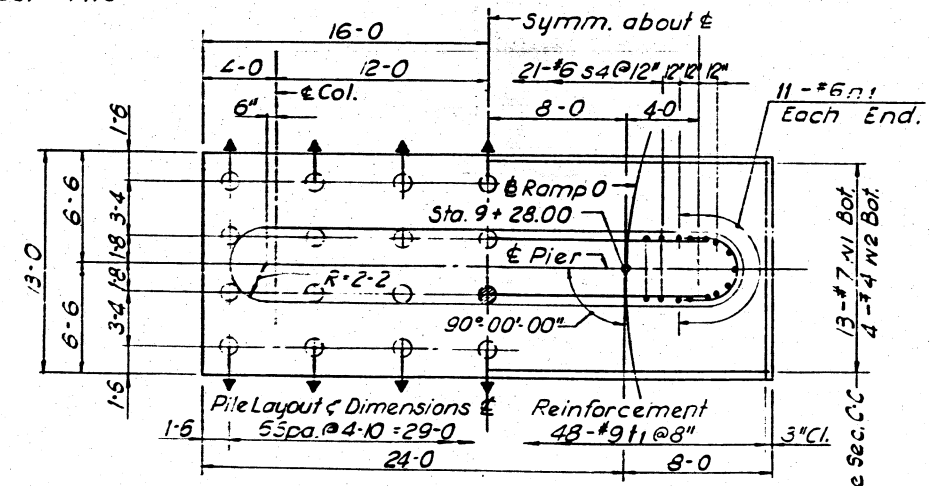 Symm. about ℄
16-0
4-0
12-0
21-#6 s4 @12" 12" 12" 12"
℄ Col.
6"
8-0
4-0
11-#6 n1
Each End.
1-6
6-6
3-4
1-8
13-0
1-8
3-4
6-6
1-6
℄ Ramp O
Sta. 9+28.00
℄ Pier
R=2-2
90°-00'-00"
13-#7 N1 Bot.
4-#4 N2 Bot.
Pile Layout & Dimensions ℄
Reinforcement
1-6
6 Spa. @ 4-10 = 29-0
48-#9 t1 @8"
3"Cl.
24-0
8-0
Sec. C-C